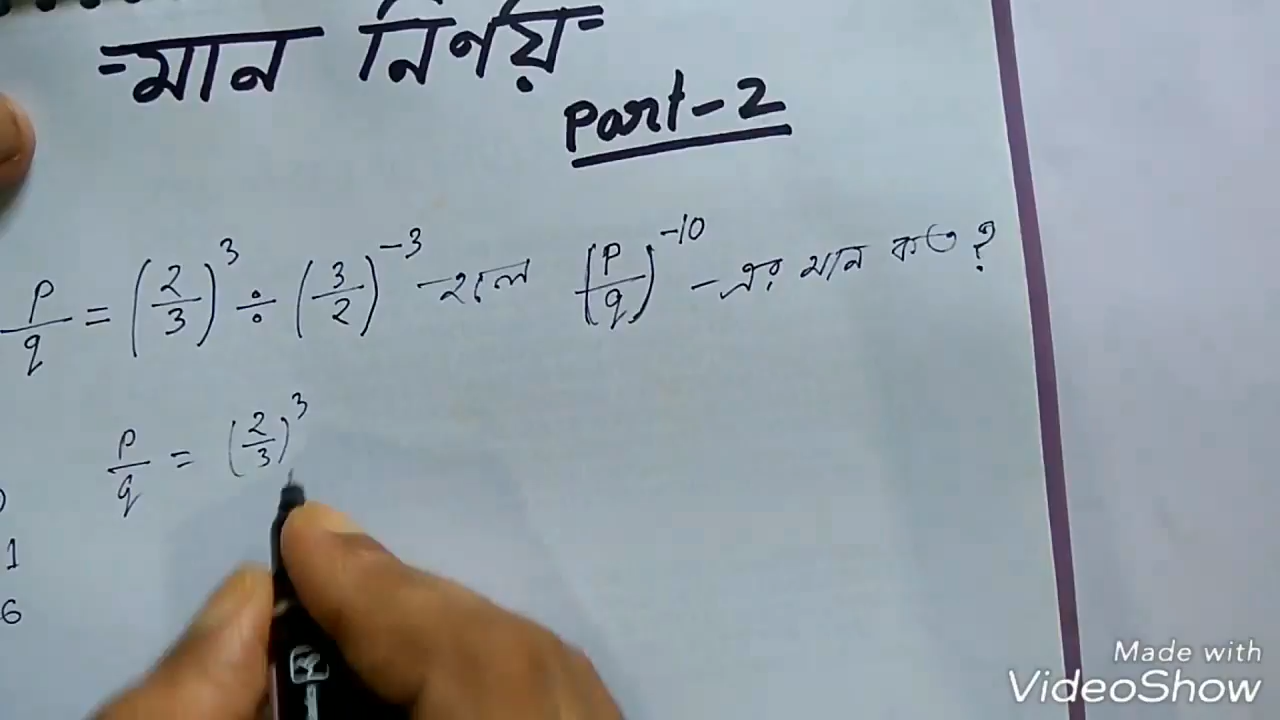 =মান নির্ণয়=
Part-2
p/q = (2/3)^3 ÷ (3/2)^-3 -হলে (p/q)^-10 -এর মান কত?
p/q = (2/3)^3
1
6
Made with
VideoShow